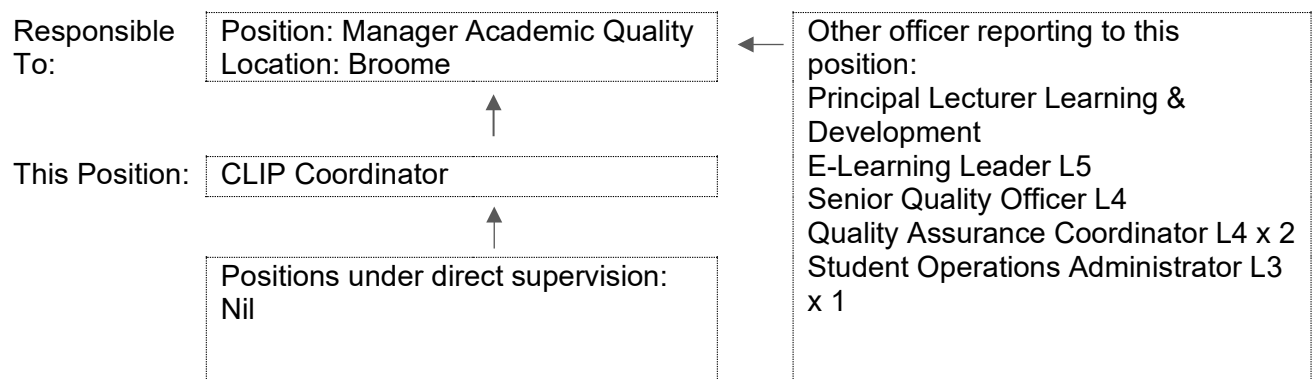 Responsible
To:
Position: Manager Academic Quality
Location: Broome
Other officer reporting to this
position:
Principal Lecturer Learning &
Development
E-Learning Leader L5
Senior Quality Officer L4
Quality Assurance Coordinator L4 x 2
Student Operations Administrator L3
x 1
This Position:
CLIP Coordinator
Positions under direct supervision:
Nil